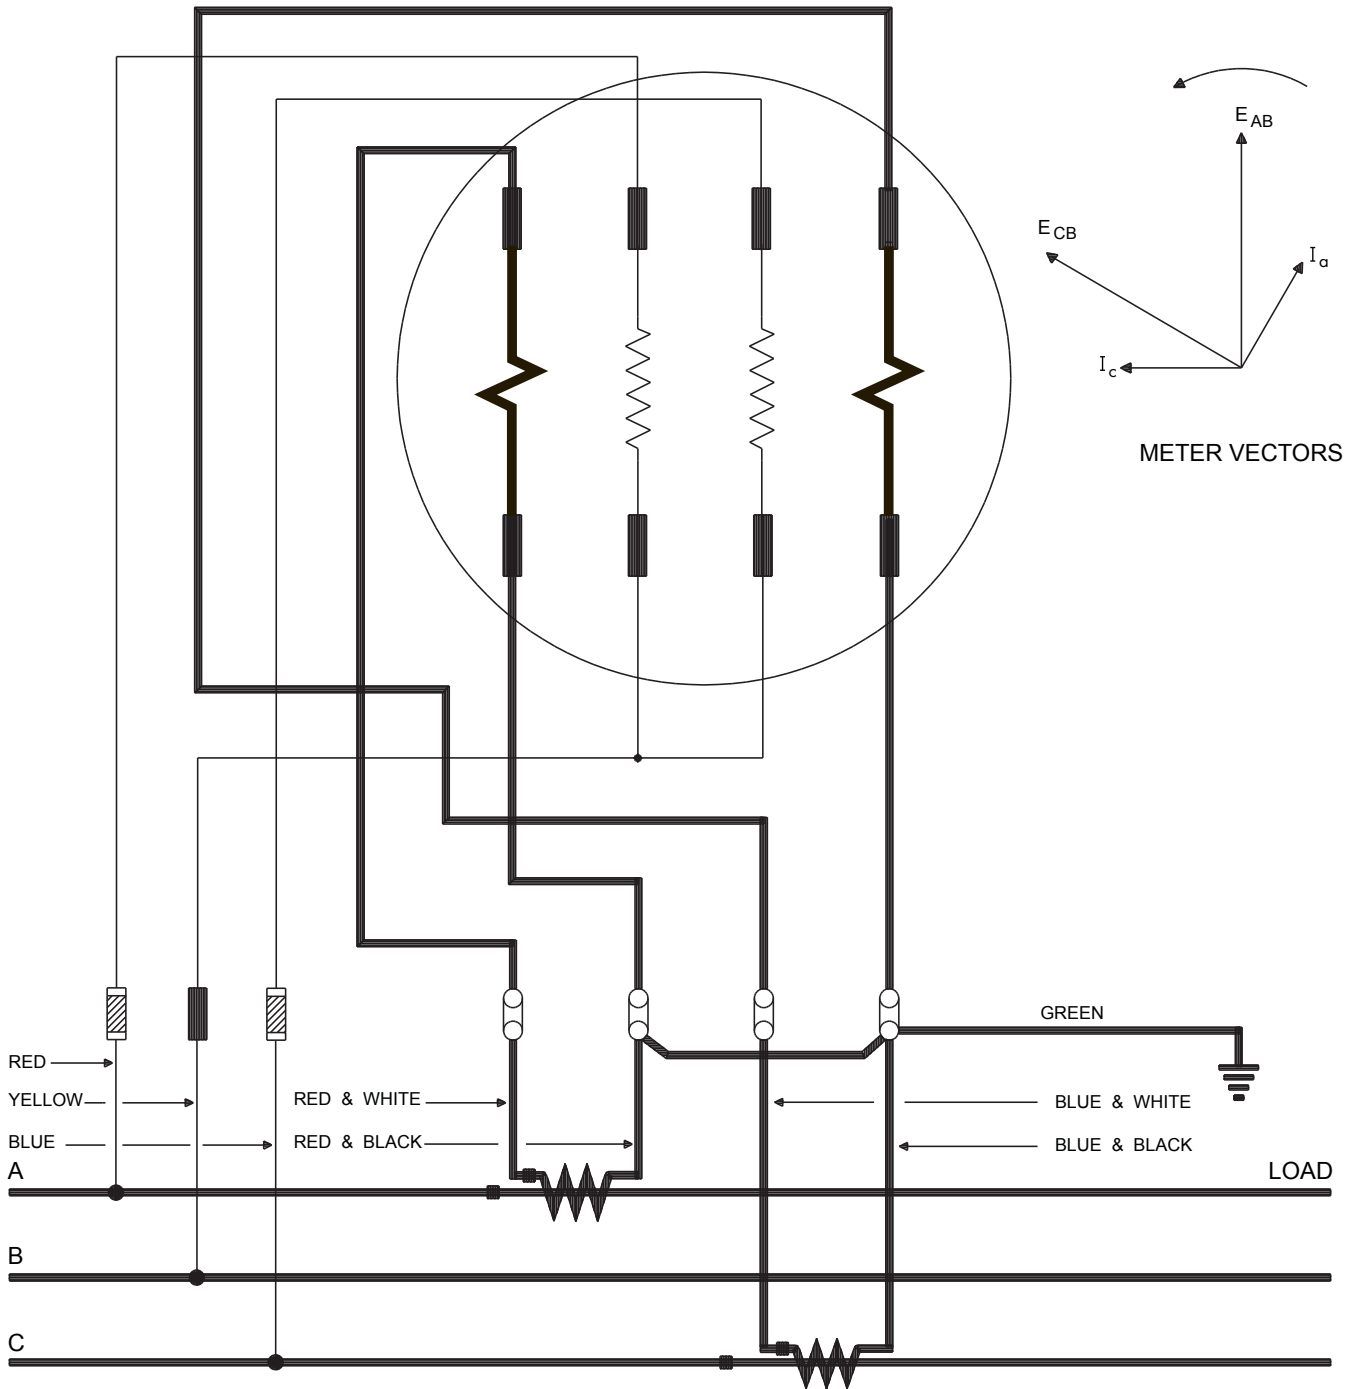 E AB
E CB
I a
I c
METER VECTORS
GREEN
RED
YELLOW
RED & WHITE
BLUE & WHITE
BLUE
RED & BLACK
BLUE & BLACK
A
LOAD
B
C